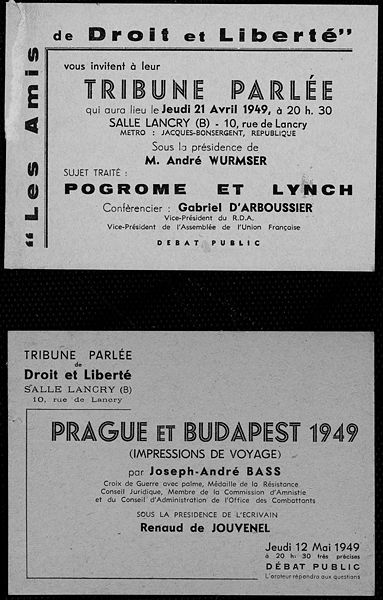 "Les Amis
de Droit et Liberté"
vous invitent à leur
TRIBUNE PARLÉE
qui aura lieu le Jeudi 21 Avril 1949, à 20 h. 30
SALLE LANCRY (B) - 10, rue de Lancry
METRO : JACQUES-BONSERGENT, REPUBLIQUE
Sous la présidence de
M. André WURMSER
SUJET TRAITÉ :
POGROME ET LYNCH
Conférencier : Gabriel D'ARBOUSSIER
Vice-Président du R.D.A.
Vice-Président de l'Assemblée de l'Union Française
DEBAT PUBLIC
TRIBUNE PARLÉE
de
Droit et Liberté
SALLE LANCRY (B)
10, rue de Lancry
PRAGUE ET BUDAPEST 1949
(IMPRESSIONS DE VOYAGE)
par Joseph-André BASS
Croix de Guerre avec palme, Médaille de la Résistance
Conseil Juridique, Membre de la Commission d'Amnistie
et du Conseil d'Administration de l'Office des Combattants
SOUS LA PRESIDENCE DE L'ECRIVAIN
Renaud de JOUVENEL
Jeudi 12 Mai 1949
à 20 h. 30 très précises
DÉBAT PUBLIC
L'orateur répondra aux questions